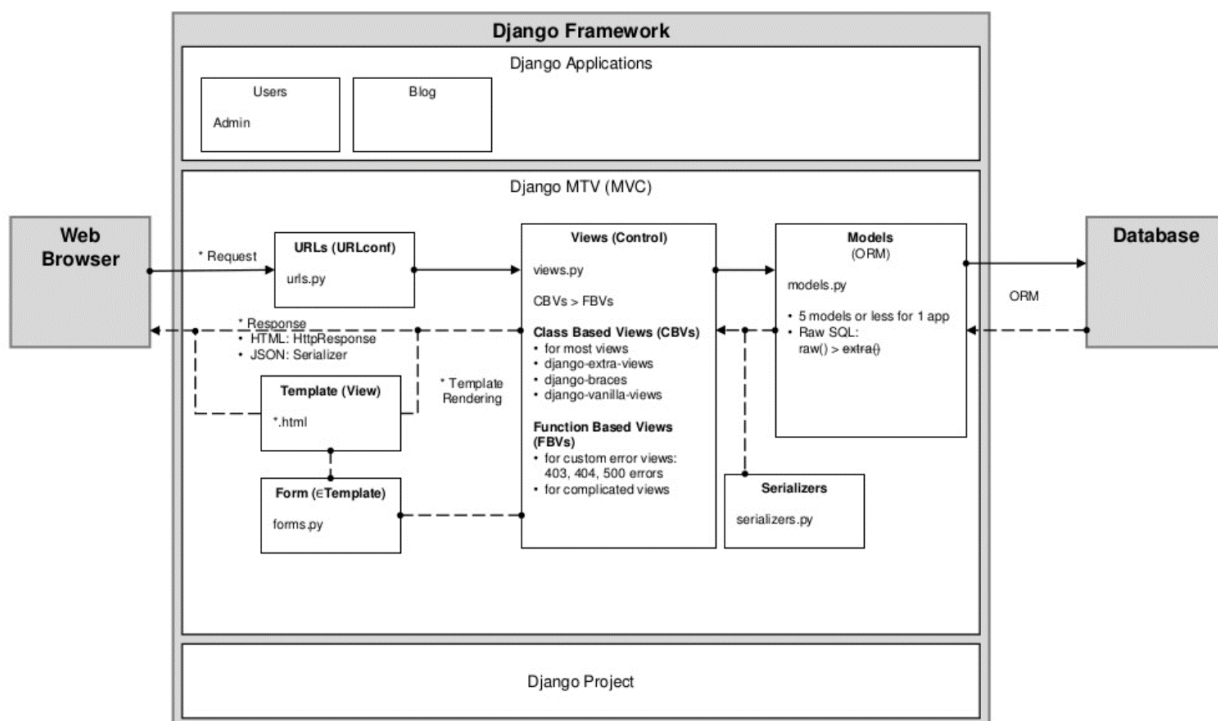 Django Framework
Django Applications
Users
Admin
Blog
Django MTV (MVC)
Web
Browser
* Request
URLs (URLconf)
urls.py
* Response
• HTML: HttpResponse
• JSON: Serializer
Template (View)
*.html
* Template
Rendering
Form (∈Template)
forms.py
Views (Control)
views.py
CBVs > FBVs
Class Based Views (CBVs)
• for most views
• django-extra-views
• django-braces
• django-vanilla-views
Function Based Views
(FBVs)
• for custom error views:
403, 404, 500 errors
• for complicated views
Models
(ORM)
models.py
• 5 models or less for 1 app
• Raw SQL:
raw() > extra()
Serializers
serializers.py
ORM
Database
Django Project